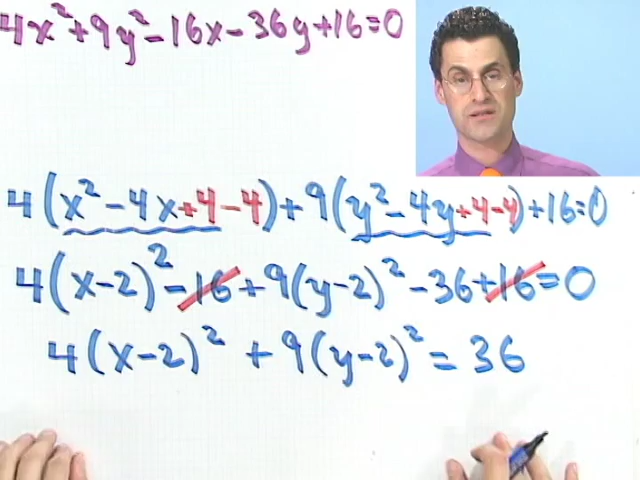 4x² + 9y² - 16x - 36y + 16 = 0
4(x² - 4x + 4 - 4) + 9(y² - 4y + 4 - 4) + 16 = 0
4(x - 2)² - 16 + 9(y - 2)² - 36 + 16 = 0
4(x - 2)² + 9(y - 2)² = 36